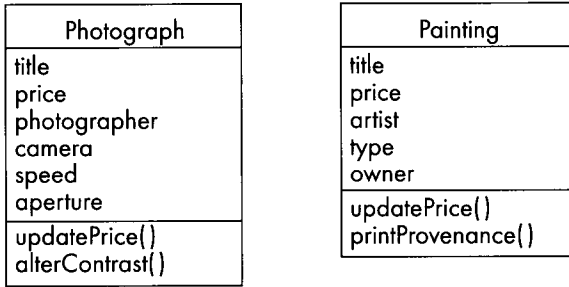 Photograph
title
price
photographer
camera
speed
aperture
updatePrice()
alterContrast()
Painting
title
price
artist
type
owner
updatePrice()
printProvenance()